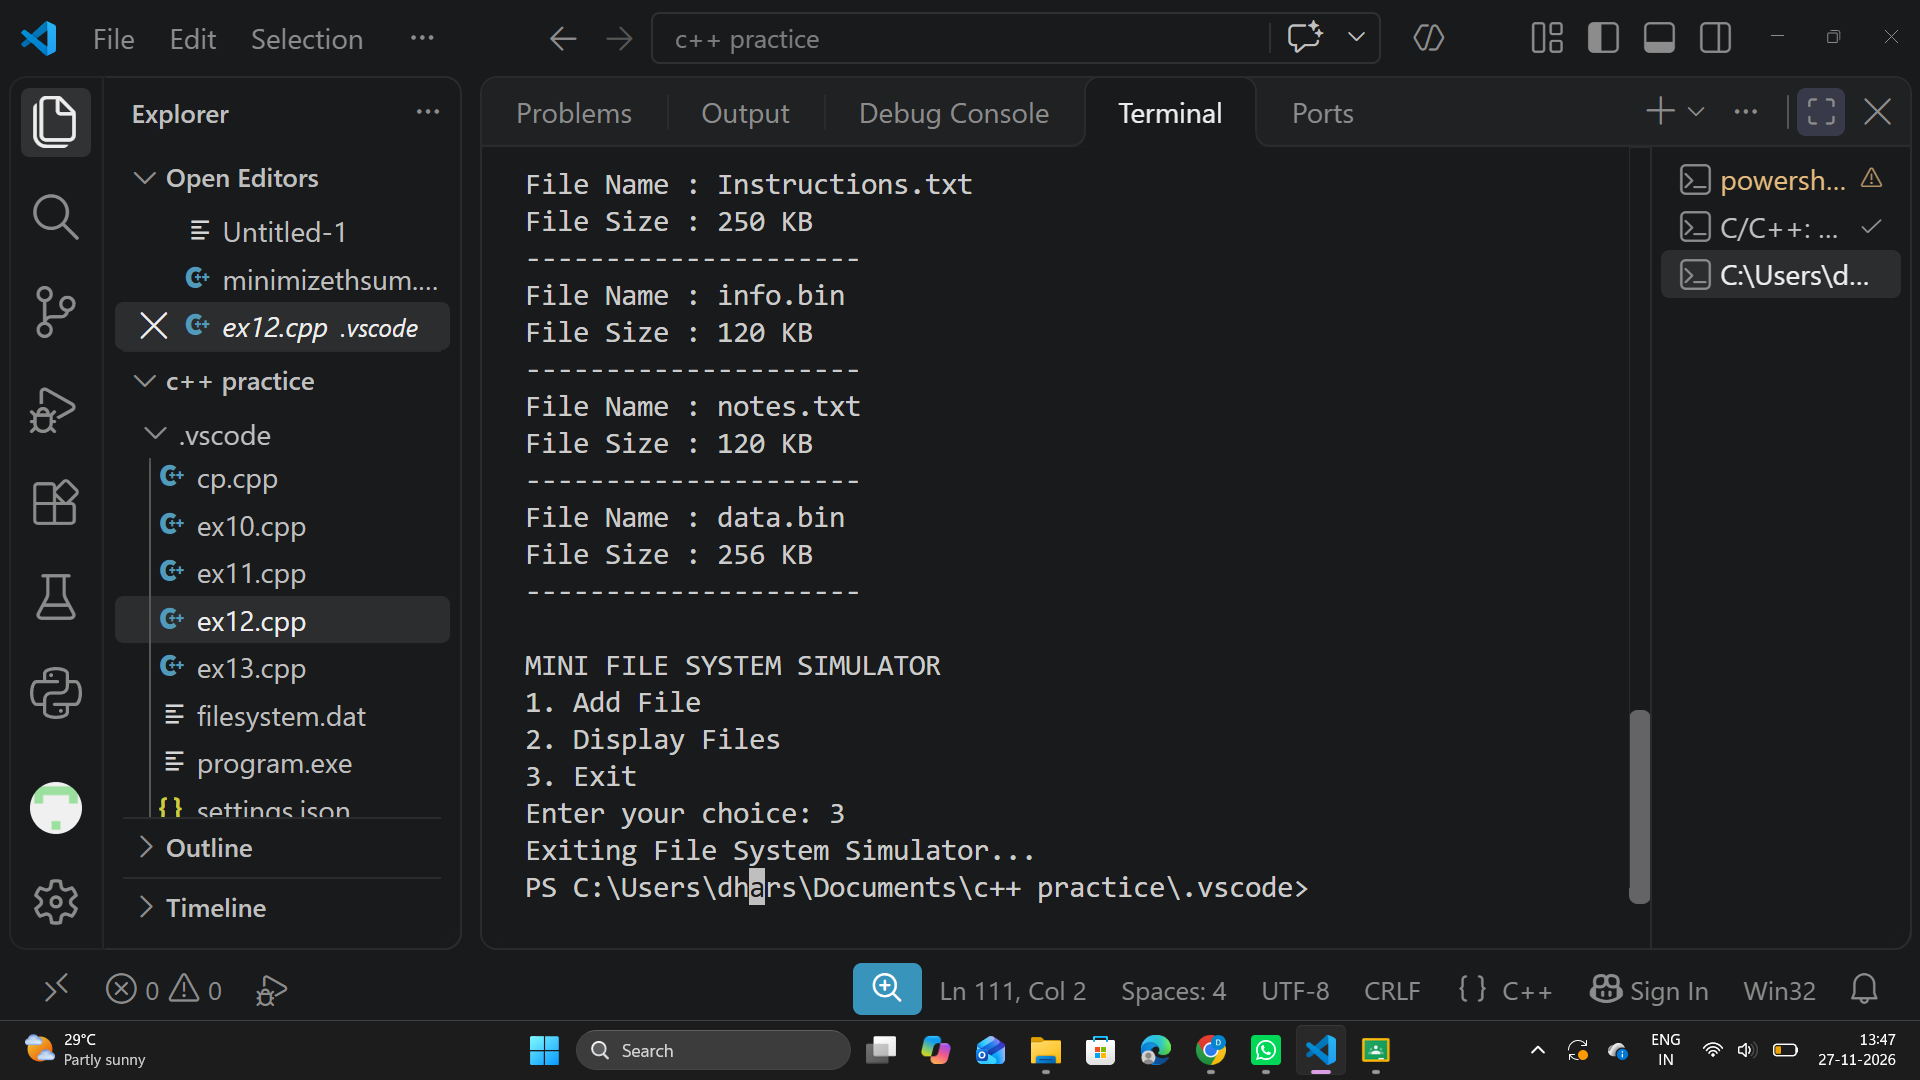 File Edit Selection ...
c++ practice
Explorer
Open Editors
Untitled-1
minimizethsum....
ex12.cpp .vscode
c++ practice
.vscode
cp.cpp
ex10.cpp
ex11.cpp
ex12.cpp
ex13.cpp
filesystem.dat
program.exe
settings.json
Outline
Timeline
Problems Output Debug Console Terminal Ports
File Name : Instructions.txt
File Size : 250 KB
---------------------
File Name : info.bin
File Size : 120 KB
---------------------
File Name : notes.txt
File Size : 120 KB
---------------------
File Name : data.bin
File Size : 256 KB
---------------------
MINI FILE SYSTEM SIMULATOR
1. Add File
2. Display Files
3. Exit
Enter your choice: 3
Exiting File System Simulator...
PS C:\Users\dhars\Documents\c++ practice\.vscode>
powersh...
C/C++: ...
C:\Users\d...
0 0 Ln 111, Col 2 Spaces: 4 UTF-8 CRLF {} C++ Sign In Win32
29°C
Partly sunny
Search
ENG
IN
13:47
27-11-2026